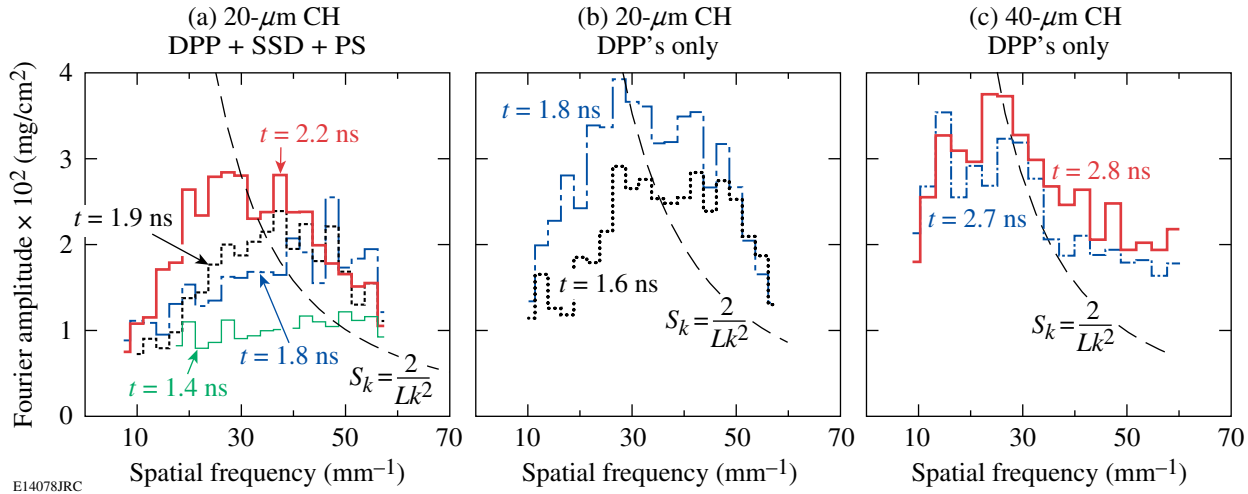 (a) 20-μm CH
DPP + SSD + PS
(b) 20-μm CH
DPP's only
(c) 40-μm CH
DPP's only
Fourier amplitude × 10² (mg/cm²)
4
3
2
1
0
t = 2.2 ns
t = 1.9 ns
t = 1.8 ns
t = 1.4 ns
S_k = 2/Lk²
10 30 50 70
Spatial frequency (mm⁻¹)
t = 1.8 ns
t = 1.6 ns
S_k = 2/Lk²
10 30 50 70
Spatial frequency (mm⁻¹)
t = 2.8 ns
t = 2.7 ns
S_k = 2/Lk²
10 30 50 70
Spatial frequency (mm⁻¹)
E14078JRC